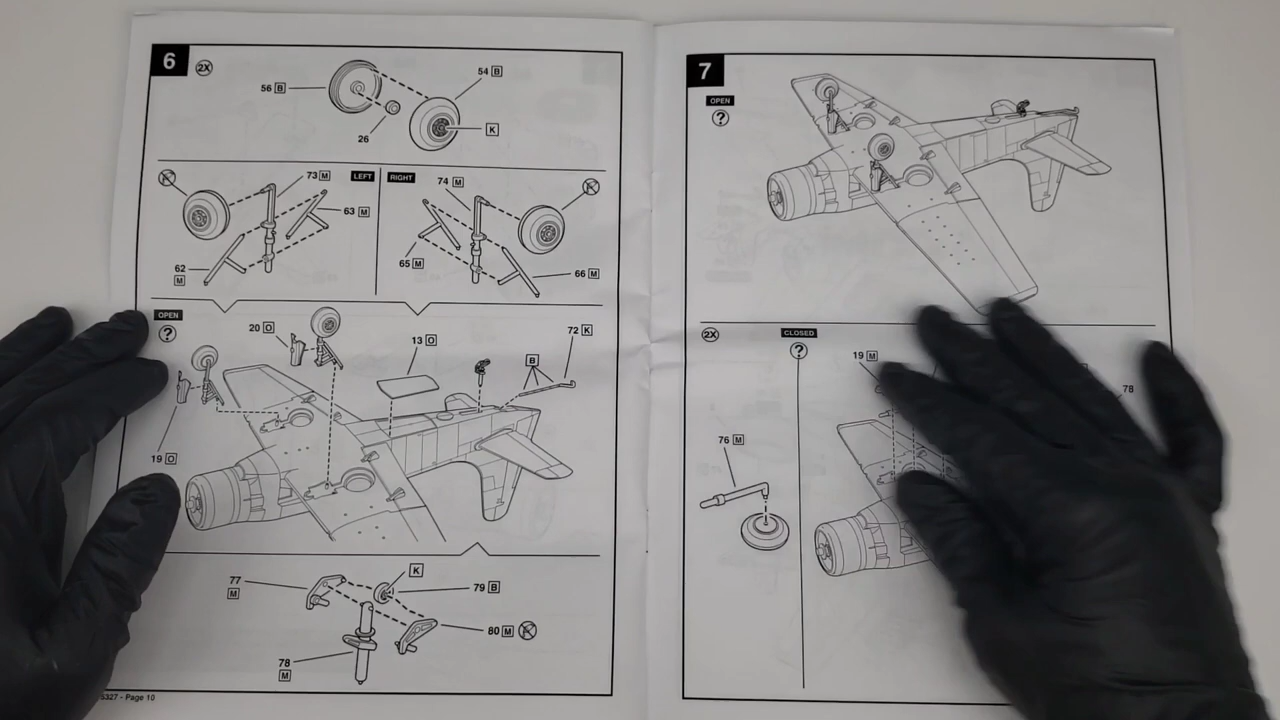 6
2X
54 B
56 B
26
K
73 M
LEFT
RIGHT
74 M
63 M
62
M
65 M
66 M
OPEN
?
20 O
13 O
B
72 K
19 O
K
77
M
79 B
80 M
78
M
5327 - Page 10
7
OPEN
?
2X
CLOSED
?
19 M
78
76 M